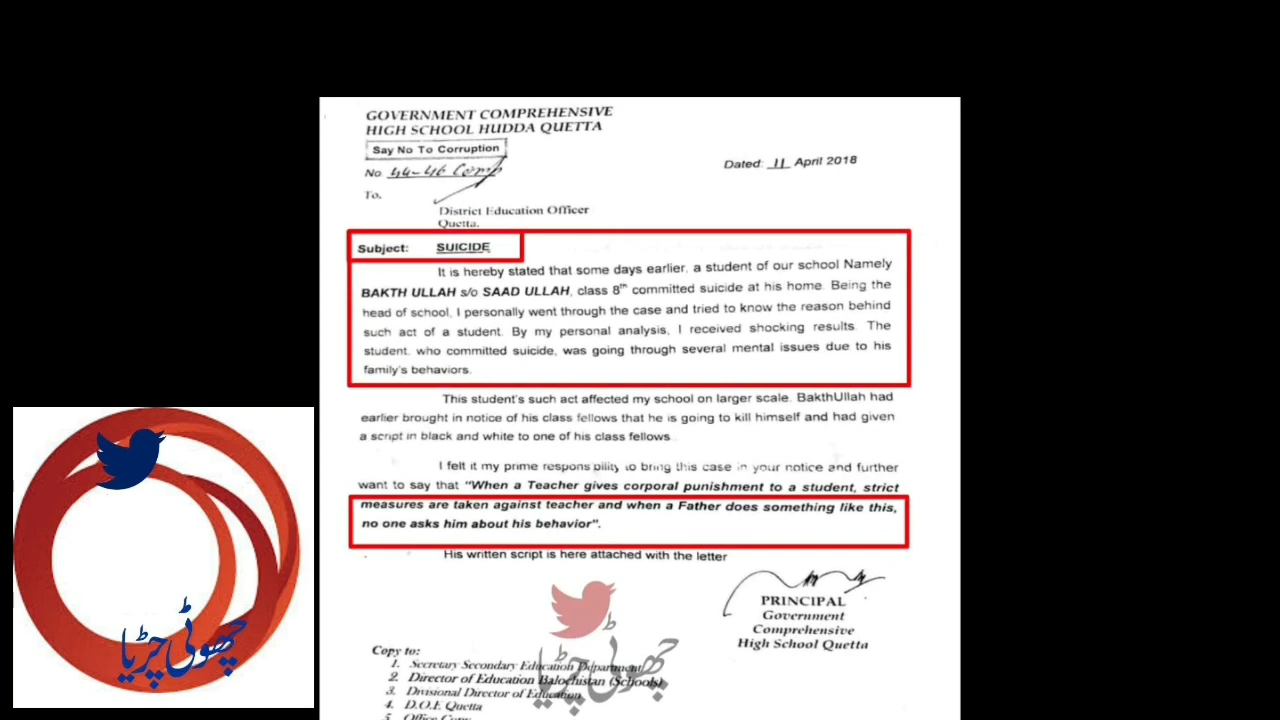 GOVERNMENT COMPREHENSIVE
HIGH SCHOOL HUDDA QUETTA
Say No To Corruption
No 44-46 Comp
Dated: 11 April 2018
To,
District Education Officer
Quetta.
Subject: SUICIDE
It is hereby stated that some days earlier, a student of our school Namely
BAKTH ULLAH s/o SAAD ULLAH, class 8th committed suicide at his home. Being the
head of school, I personally went through the case and tried to know the reason behind
such act of a student. By my personal analysis, I received shocking results. The
student, who committed suicide, was going through several mental issues due to his
family's behaviors.
This student's such act affected my school on larger scale. BakthUllah had
earlier brought in notice of his class fellows that he is going to kill himself and had given
a script in black and white to one of his class fellows
I felt it my prime responsibility to bring this case in your notice and further
want to say that "When a Teacher gives corporal punishment to a student, strict
measures are taken against teacher and when a Father does something like this,
no one asks him about his behavior".
His written script is here attached with the letter
PRINCIPAL
Government
Comprehensive
High School Quetta
Copy to:
1. Secretary Secondary Education Department
2. Director of Education Balochistan (Schools)
3. Divisional Director of Education
4. D.O.E Quetta
5. Office Copy
چھوٹی چڑیا
چھوٹی چڑیا